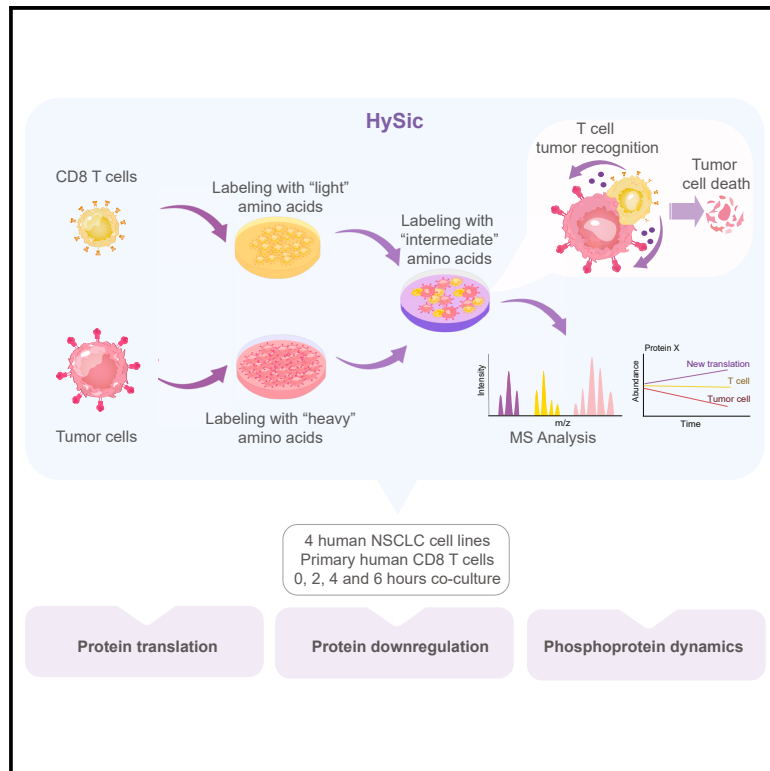 HySic
CD8 T cells
Labeling with “light”
amino acids
Labeling with
“intermediate”
amino acids
T cell
tumor recognition
Tumor
cell death
Tumor cells
Labeling with “heavy”
amino acids
Intensity
m/z
MS Analysis
Protein X
New translation
T cell
Tumor cell
Abundance
Time
4 human NSCLC cell lines
Primary human CD8 T cells
0, 2, 4 and 6 hours co-culture
Protein translation
Protein downregulation
Phosphoprotein dynamics